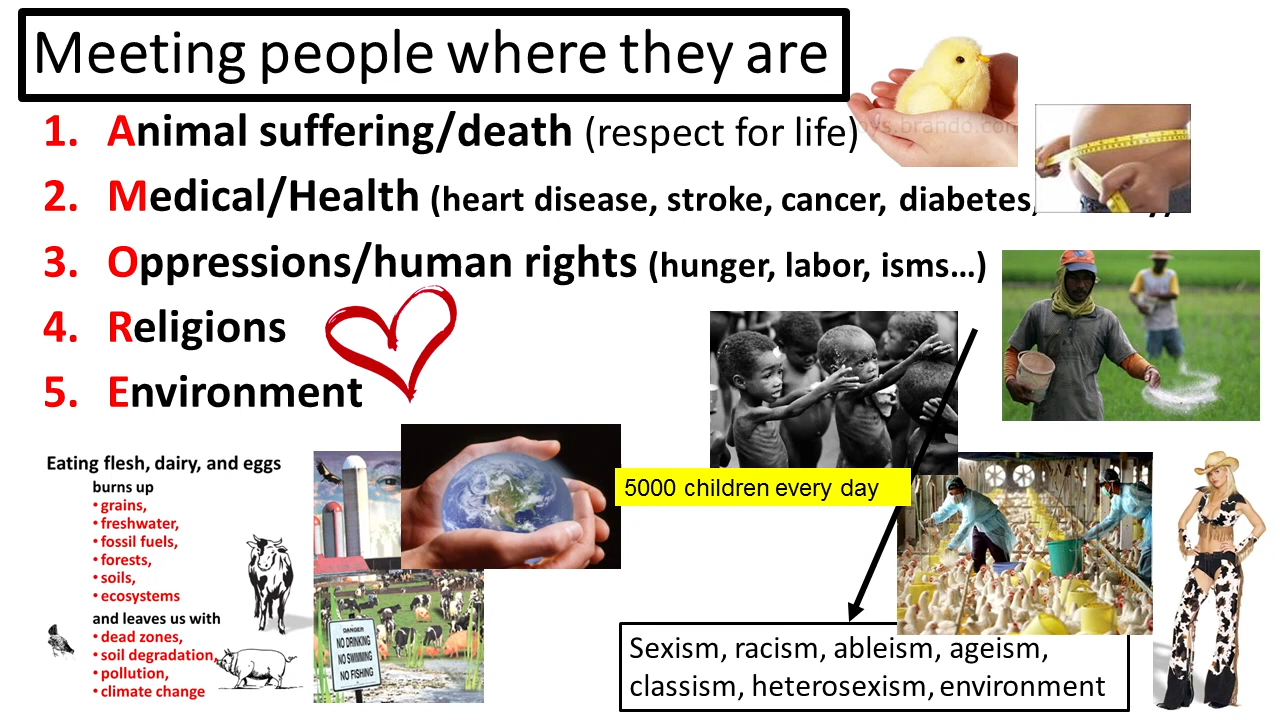 Meeting people where they are
1. Animal suffering/death (respect for life)
2. Medical/Health (heart disease, stroke, cancer, diabetes,
3. Oppressions/human rights (hunger, labor, isms…)
4. Religions
5. Environment
Eating flesh, dairy, and eggs
burns up
• grains,
• freshwater,
• fossil fuels,
• forests,
• soils,
• ecosystems
and leaves us with
• dead zones,
• soil degradation,
• pollution,
• climate change
DANGER
NO DRINKING
NO SWIMMING
NO FISHING
5000 children every day
Sexism, racism, ableism, ageism,
classism, heterosexism, environment